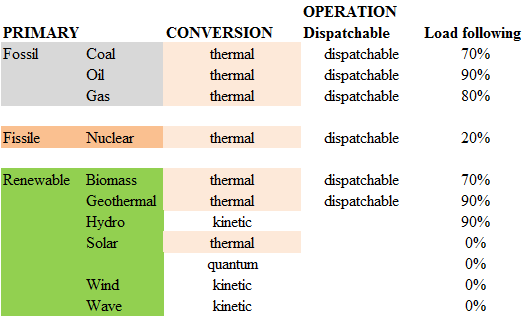 OPERATION
PRIMARY CONVERSION Dispatchable Load following
Fossil Coal thermal dispatchable 70%
Oil thermal dispatchable 90%
Gas thermal dispatchable 80%
Fissile Nuclear thermal dispatchable 20%
Renewable Biomass thermal dispatchable 70%
Geothermal thermal dispatchable 90%
Hydro kinetic 90%
Solar thermal 0%
quantum 0%
Wind kinetic 0%
Wave kinetic 0%